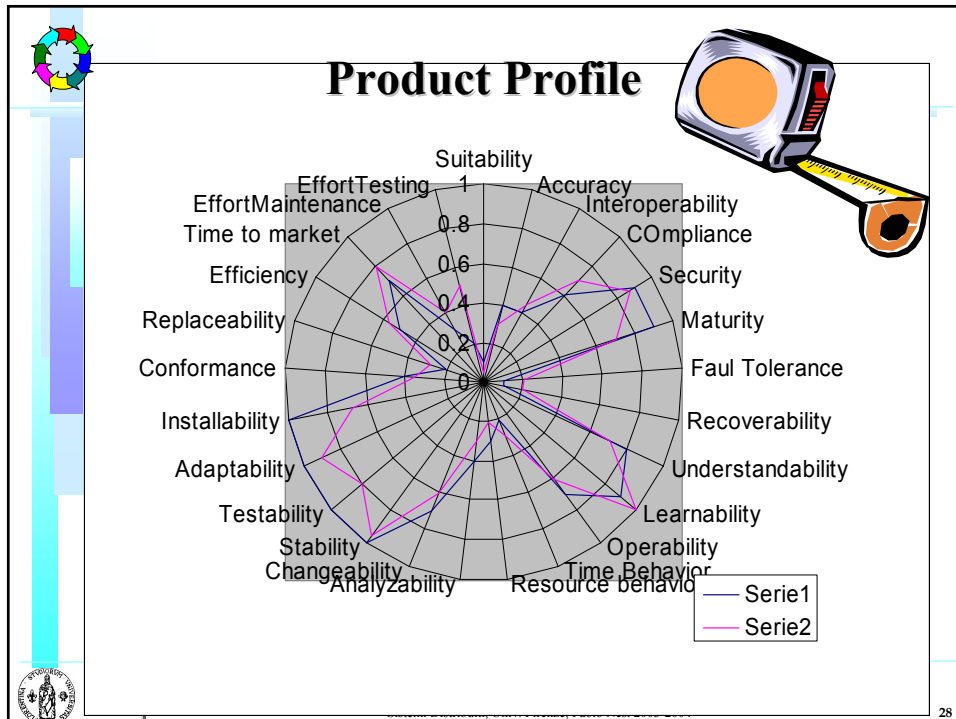 Product Profile
Suitability
EffortTesting
Accuracy
EffortMaintenance
Interoperability
Time to market
COmpliance
Efficiency
Security
Replaceability
Maturity
Conformance
Faul Tolerance
Installability
Recoverability
Adaptability
Understandability
Testability
Learnability
Stability
Operability
Changeability
Time Behavior
Analyzability
Resource behavio
1
0.8
0.6
0.4
0.2
0
Serie1
Serie2
28